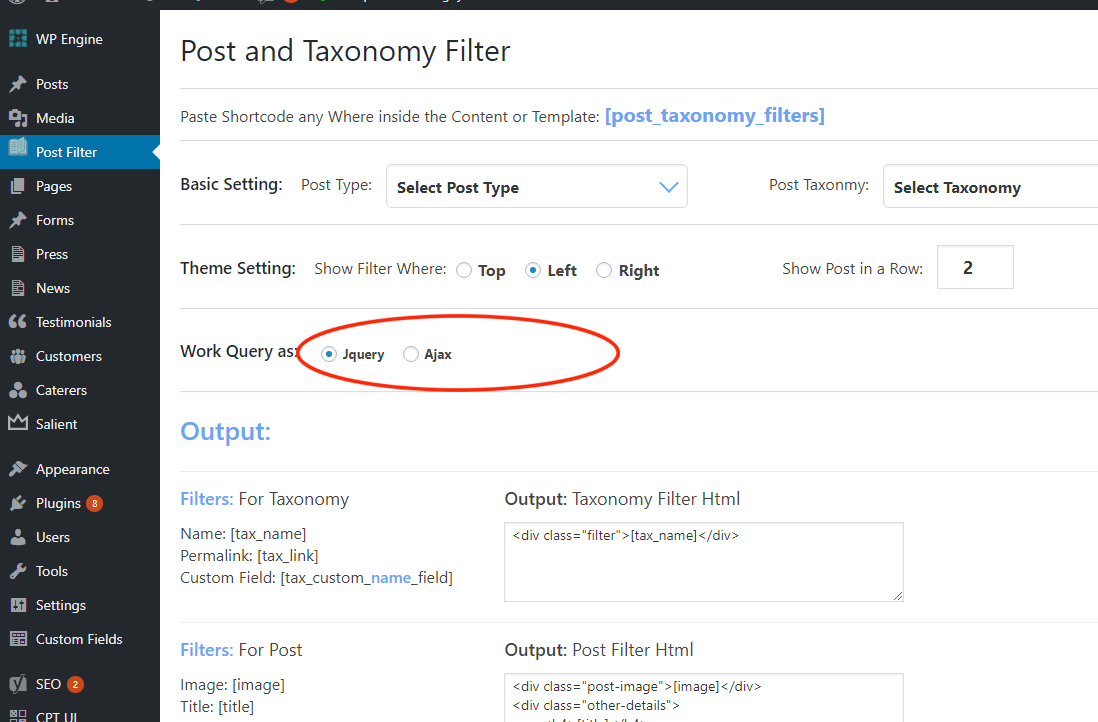 WP Engine
Posts
Media
Post Filter
Pages
Forms
Press
News
Testimonials
Customers
Caterers
Salient
Appearance
Plugins 8
Users
Tools
Settings
Custom Fields
SEO 2
CPT UI
Post and Taxonomy Filter
Paste Shortcode any Where inside the Content or Template: [post_taxonomy_filters]
Basic Setting: Post Type: Select Post Type Post Taxonmy: Select Taxonomy
Theme Setting: Show Filter Where: Top Left Right Show Post in a Row: 2
Work Query as: Jquery Ajax
Output:
Filters: For Taxonomy
Name: [tax_name]
Permalink: [tax_link]
Custom Field: [tax_custom_name_field]
Output: Taxonomy Filter Html
<div class="filter">[tax_name]</div>
Filters: For Post
Image: [image]
Title: [title]
Output: Post Filter Html
<div class="post-image">[image]</div>
<div class="other-details">